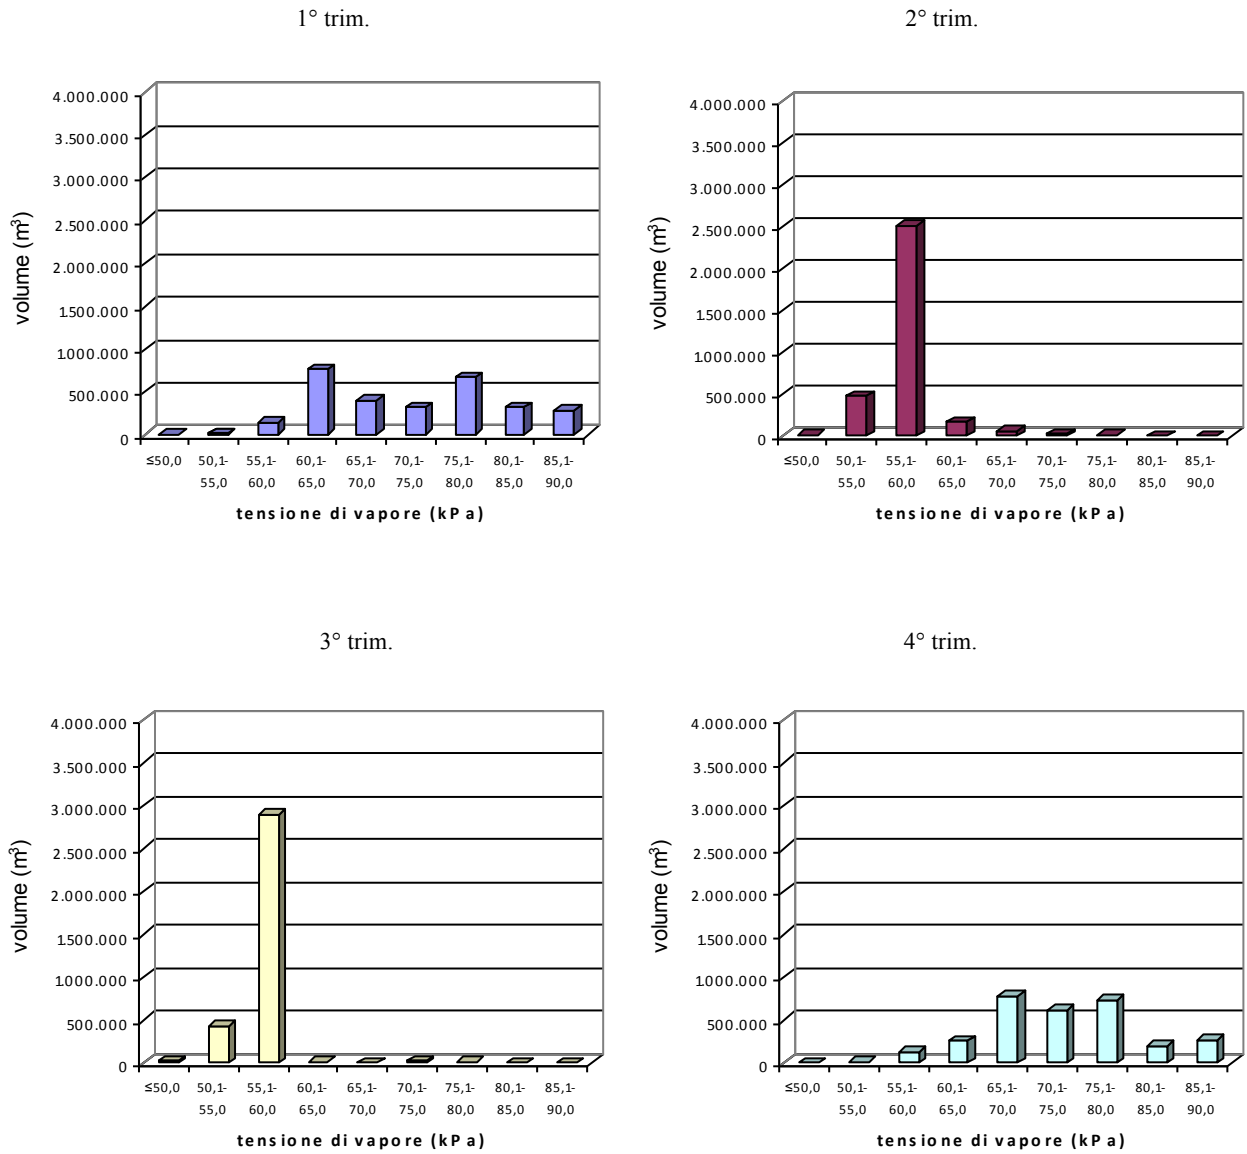 1° trim.
4.000.000
3.500.000
3.000.000
2.500.000
2.000.000
1.500.000
1.000.000
500.000
0
volume (m³)
≤50,0 50,1- 55,1- 60,1- 65,1- 70,1- 75,1- 80,1- 85,1-
55,0 60,0 65,0 70,0 75,0 80,0 85,0 90,0
tensione di vapore (kPa)
2° trim.
4.000.000
3.500.000
3.000.000
2.500.000
2.000.000
1.500.000
1000.000
500.000
0
volume (m³)
≤50,0 50,1- 55,1- 60,1- 65,1- 70,1- 75,1- 80,1- 85,1-
55,0 60,0 65,0 70,0 75,0 80,0 85,0 90,0
tensione di vapore (kPa)
3° trim.
4.000.000
3.500.000
3.000.000
2.500.000
2.000.000
1.500.000
1000.000
500.000
0
volume (m³)
≤50,0 50,1- 55,1- 60,1- 65,1- 70,1- 75,1- 80,1- 85,1-
55,0 60,0 65,0 70,0 75,0 80,0 85,0 90,0
tensione di vapore (kPa)
4° trim.
4.000.000
3.500.000
3.000.000
2.500.000
2.000.000
1.500.000
1000.000
500.000
0
volume (m³)
≤50,0 50,1- 55,1- 60,1- 65,1- 70,1- 75,1- 80,1- 85,1-
55,0 60,0 65,0 70,0 75,0 80,0 85,0 90,0
tensione di vapore (kPa)